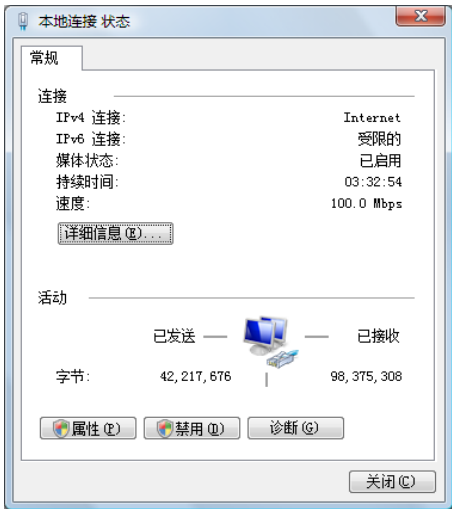 本地连接 状态
常规
连接
IPv4 连接: Internet
IPv6 连接: 受限的
媒体状态: 已启用
持续时间: 03:32:54
速度: 100.0 Mbps
详细信息(E)...
活动
已发送 — — 已接收
字节: 42,217,676 | 98,375,308
属性(P) 禁用(D) 诊断(G)
关闭(C)